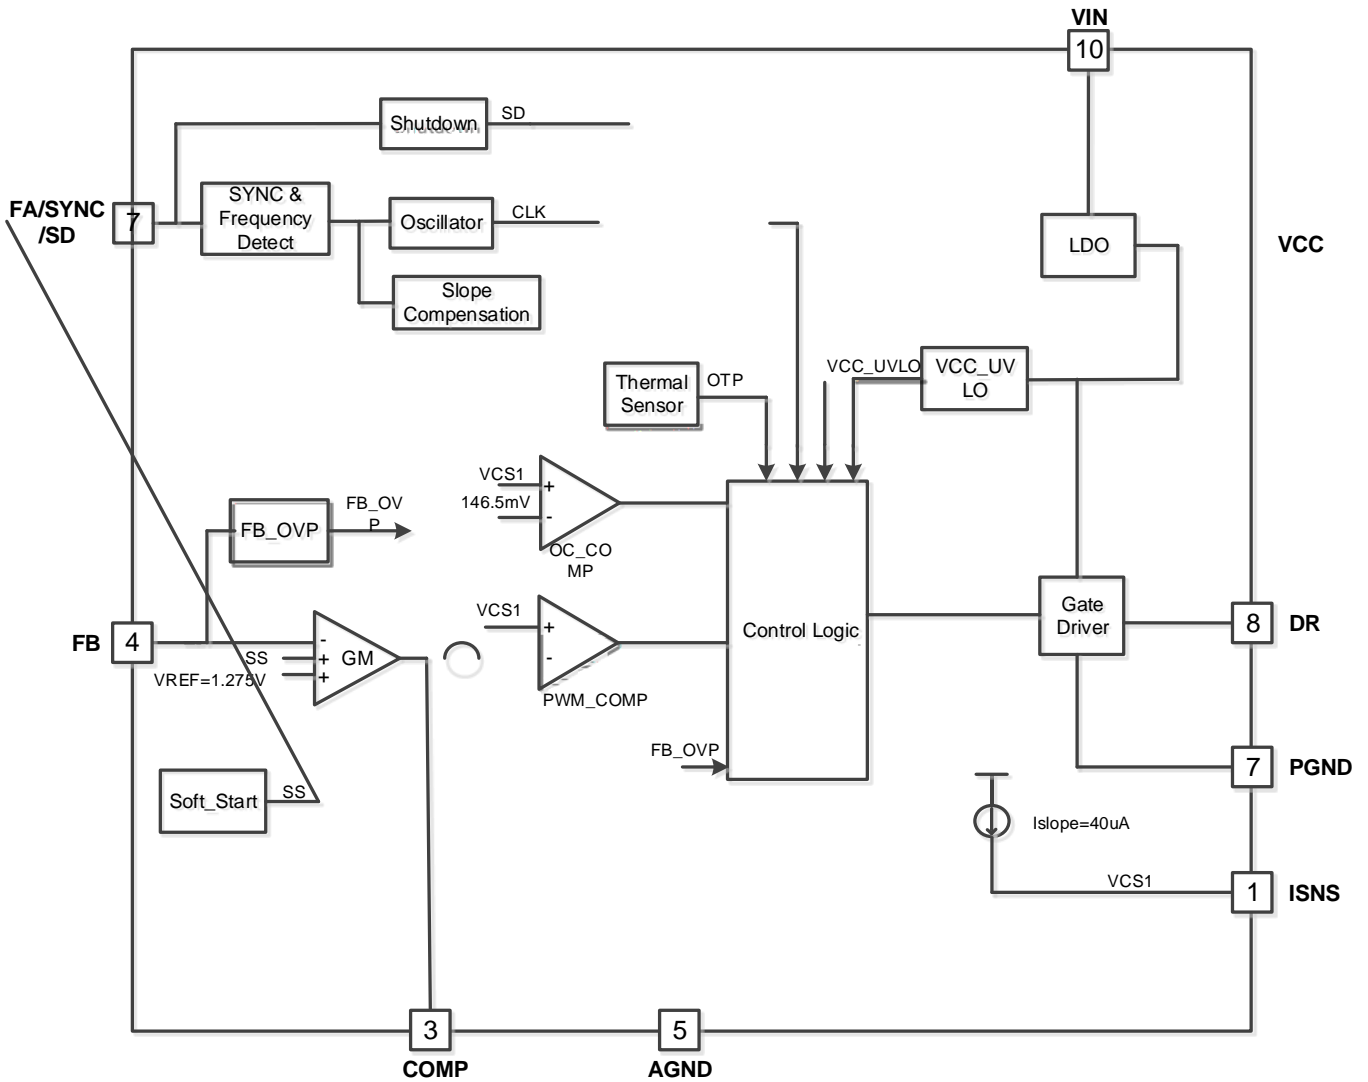 VIN
10
Shutdown
SD
FA/SYNC
/SD
7
SYNC &
Frequency
Detect
Oscillator
CLK
LDO
VCC
Slope
Compensation
Thermal
Sensor
OTP
VCC_UVLO
VCC_UV
LO
VCS1
+
146.5mV
-
OC_CO
MP
FB_OVP
FB_OV
P
FB
4
-
SS
+
VREF=1.275V
+
GM
VCS1
+
-
PWM_COMP
Control Logic
Gate
Driver
8
DR
FB_OVP
7
PGND
Soft_Start
SS
Islope=40uA
VCS1
1
ISNS
3
COMP
5
AGND